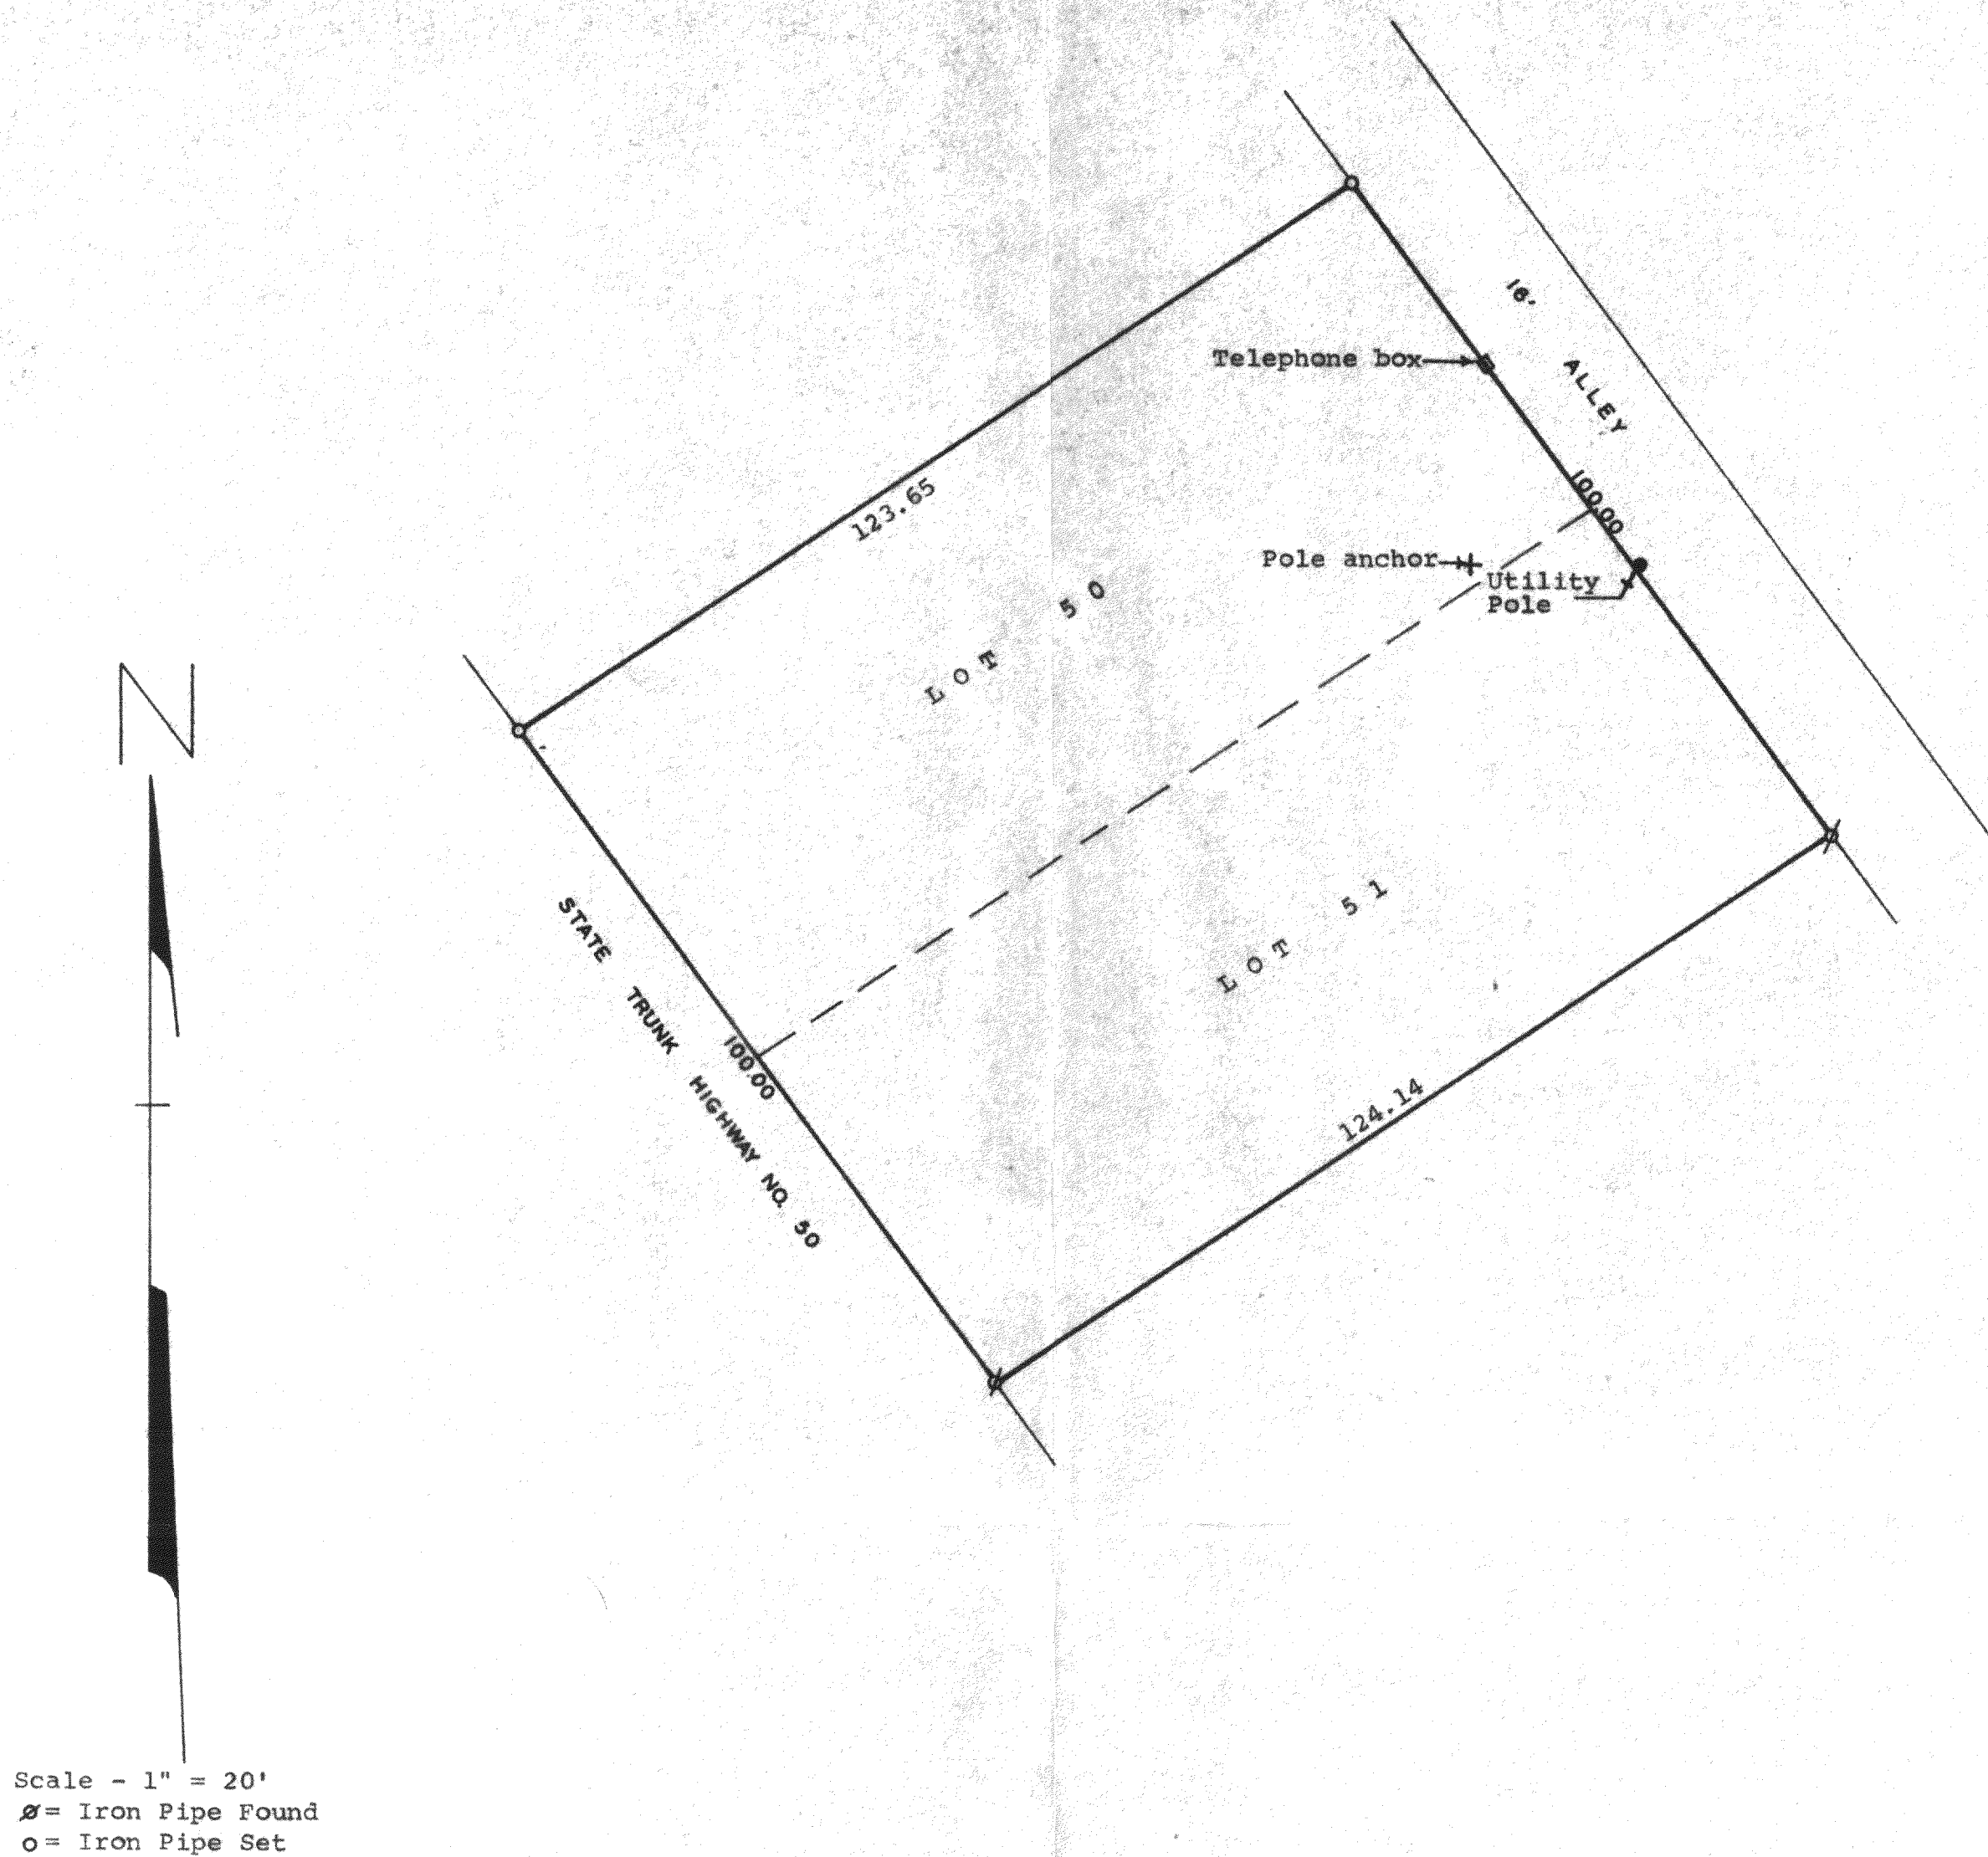 16'
ALLEY
Telephone box
100.00
123.65
Pole anchor
Utility
Pole
LOT 50
N
LOT 51
STATE TRUNK HIGHWAY NO. 50
100.00
124.14
Scale - 1" = 20'
ø = Iron Pipe Found
o = Iron Pipe Set